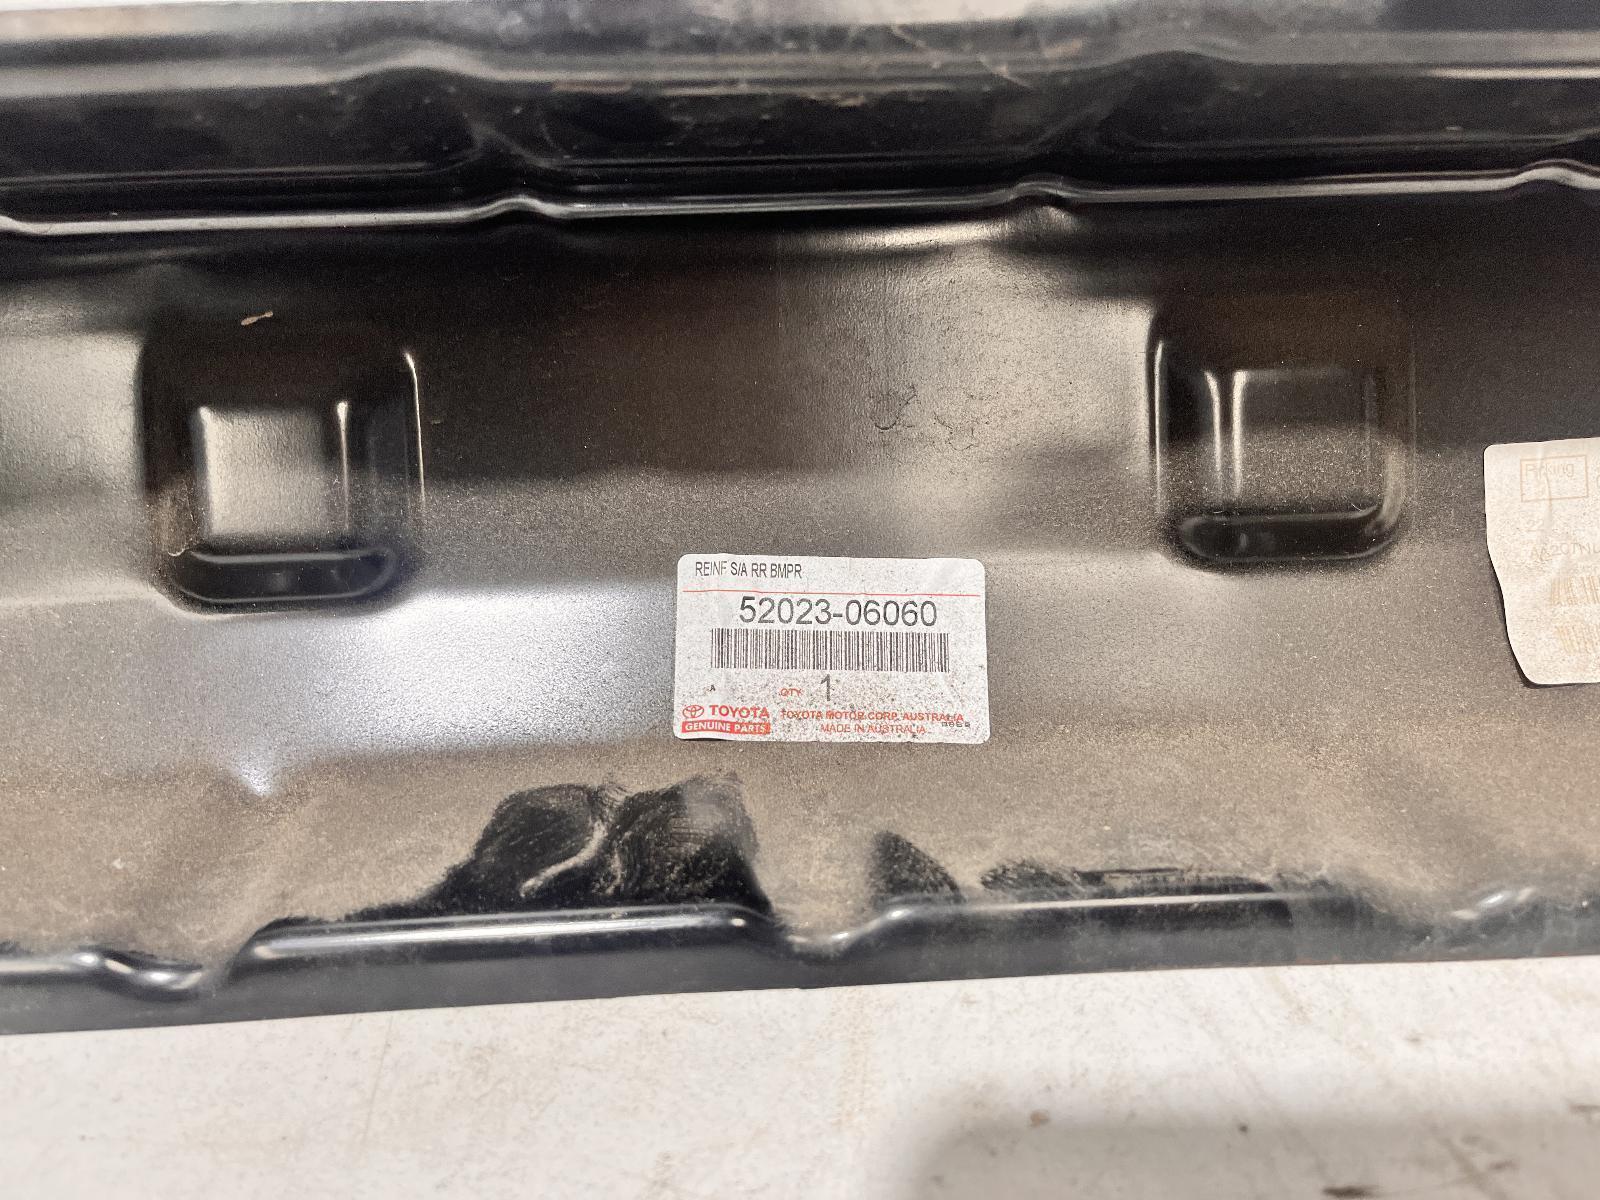 REINF S/A RR BMPR
52023-06060
A QTY 1
TOYOTA TOYOTA MOTOR CORP. AUSTRALIA
GENUINE PARTS MADE IN AUSTRALIA